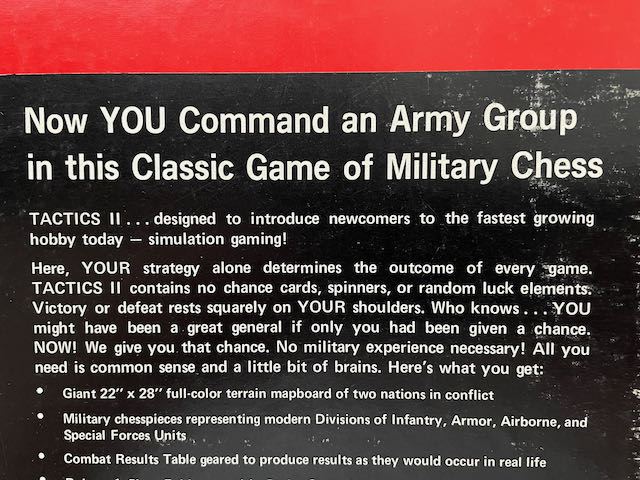 Now YOU Command an Army Group
in this Classic Game of Military Chess
TACTICS II . . . designed to introduce newcomers to the fastest growing
hobby today — simulation gaming!
Here, YOUR strategy alone determines the outcome of every game.
TACTICS II contains no chance cards, spinners, or random luck elements.
Victory or defeat rests squarely on YOUR shoulders. Who knows . . . YOU
might have been a great general if only you had been given a chance.
NOW! We give you that chance. No military experience necessary! All you
need is common sense and a little bit of brains. Here's what you get:
• Giant 22" x 28" full-color terrain mapboard of two nations in conflict
• Military chesspieces representing modern Divisions of Infantry, Armor, Airborne, and
Special Forces Units
• Combat Results Table geared to produce results as they would occur in real life